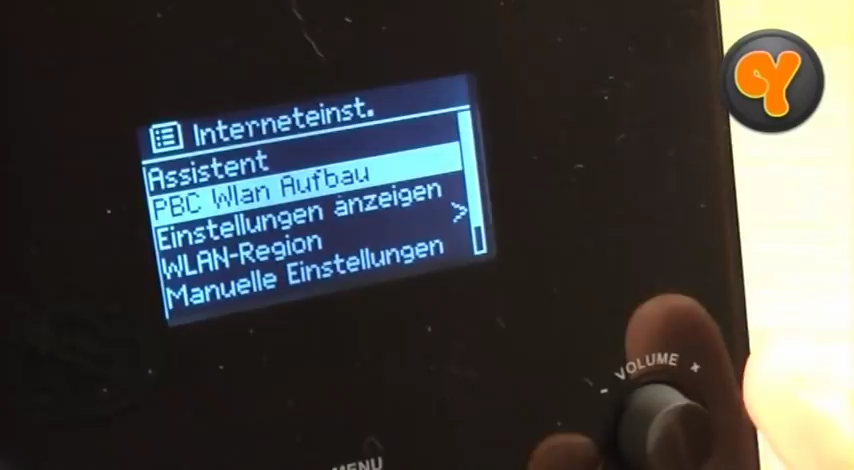 Interneteinst.
Assistent
PBC Wlan Aufbau
Einstellungen anzeigen
WLAN-Region >
Manuelle Einstellungen
- VOLUME +
MENU